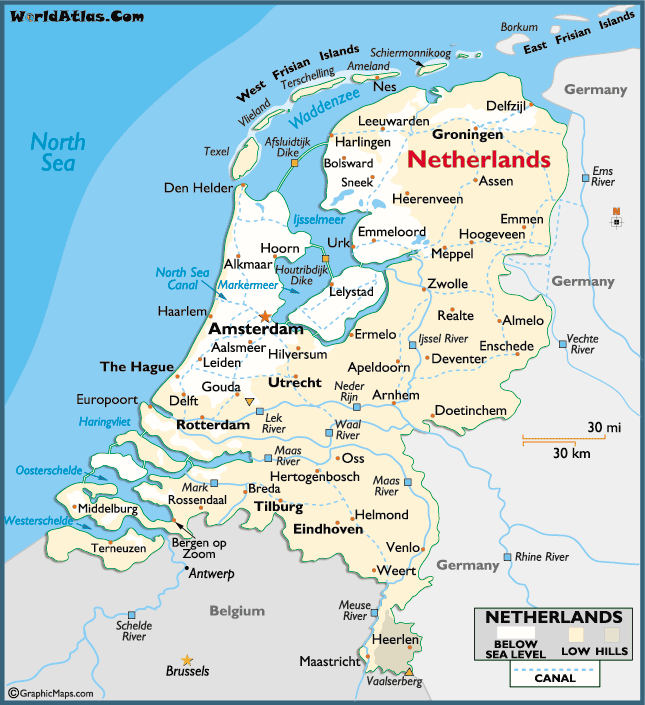 WorldAtlas.Com
Borkum
East Frisian Islands
Schiermonnikoog
West Frisian Islands
Ameland
Terschelling
Nes
Germany
Vlieland
Waddenzee
Delfzijl
Leeuwarden
Groningen
North
Sea
Texel
Afsluidtijk
Dike
Harlingen
Netherlands
Bolsward
Sneek
Assen
Ems
River
Den Helder
Heerenveen
N
Ijsselmeer
Emmen
Urk
Emmeloord
Hoogeveen
Hoorn
Meppel
Alkmaar
North Sea
Canal
Markermeer
Houtribdijk
Dike
Lelystad
Zwolle
Germany
Haarlem
Amsterdam
Realte
Almelo
Ermelo
Ijssel River
Enschede
Vechte
River
Aalsmeer
Leiden
Hilversum
Deventer
The Hague
Apeldoorn
Utrecht
Gouda
Neder
Rijn
Arnhem
Europoort
Delft
Doetinchem
Haringvliet
Rotterdam
Lek
River
Waal
River
30 mi
30 km
Oosterschelde
Maas
River
Oss
Mark
Hertogenbosch
Maas
River
Breda
Rossendaal
Tilburg
Middelburg
Westerschelde
Helmond
Eindhoven
Bergen op
Zoom
Terneuzen
Venlo
Rhine River
Antwerp
Weert
Germany
Belgium
Meuse
River
Schelde
River
NETHERLANDS
BELOW
SEA LEVEL
LOW
HILLS
CANAL
Heerlen
Maastricht
Brussels
Vaalserberg
©GraphicMaps.com